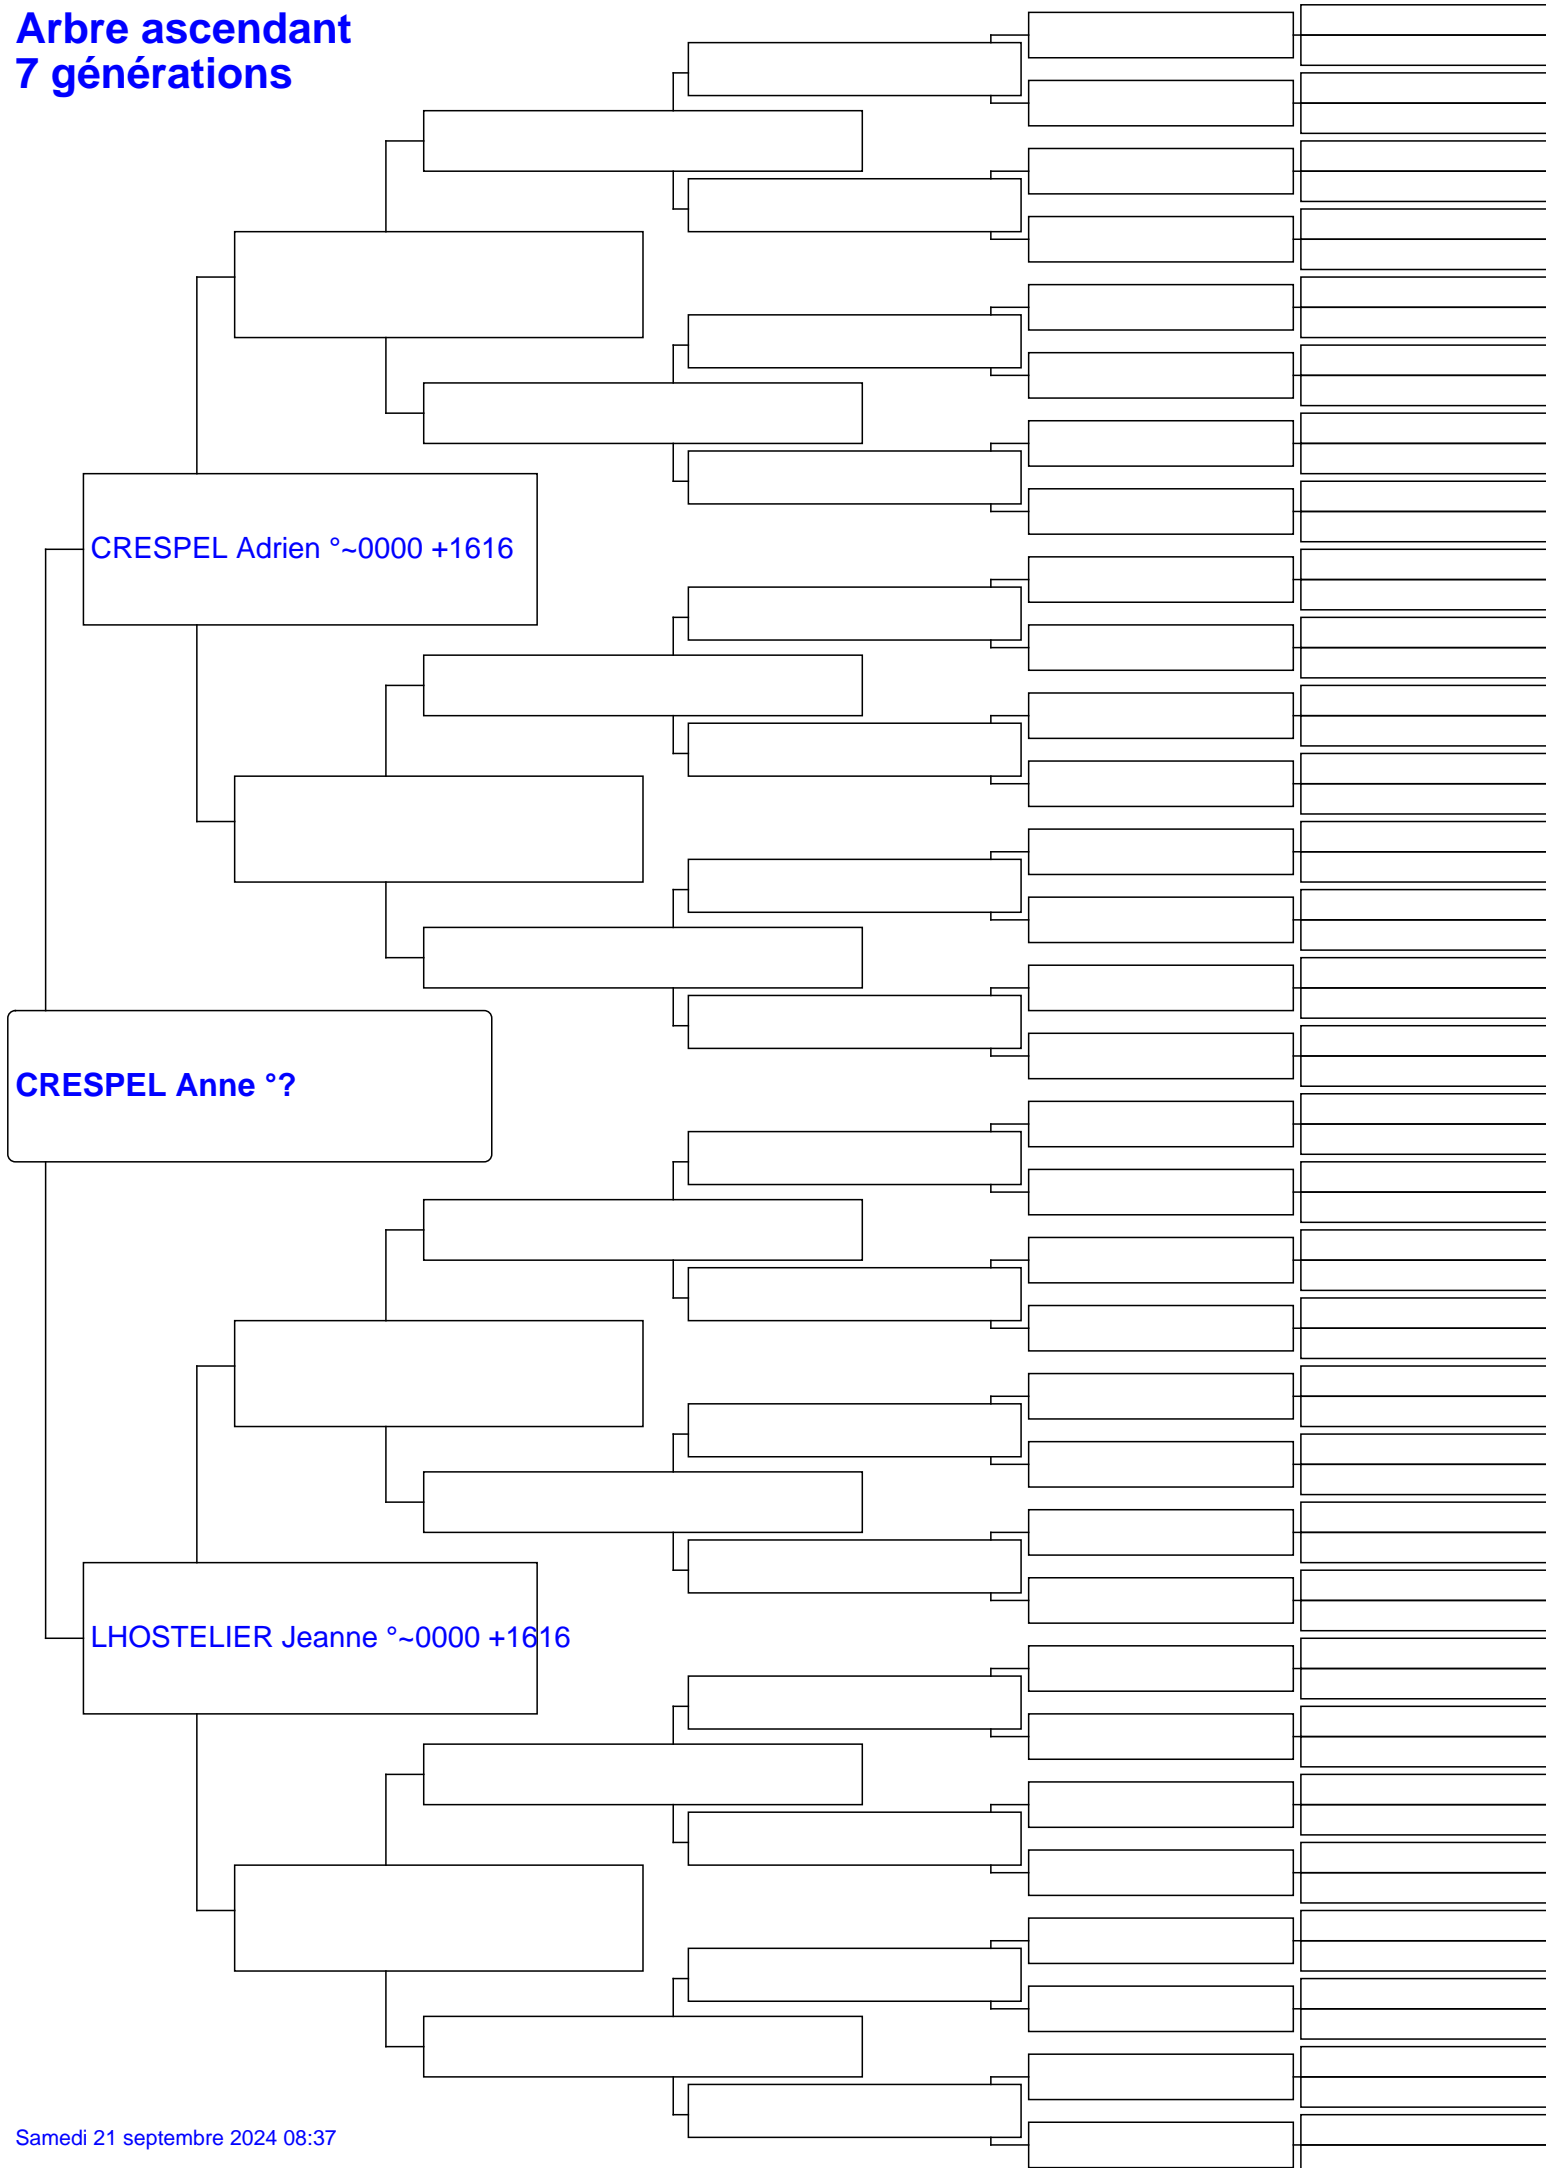 Arbre ascendant
7 générations
CRESPEL Adrien °~0000 +1616
CRESPEL Anne °?
LHOSTELIER Jeanne °~0000 +1616
Samedi 21 septembre 2024 08:37